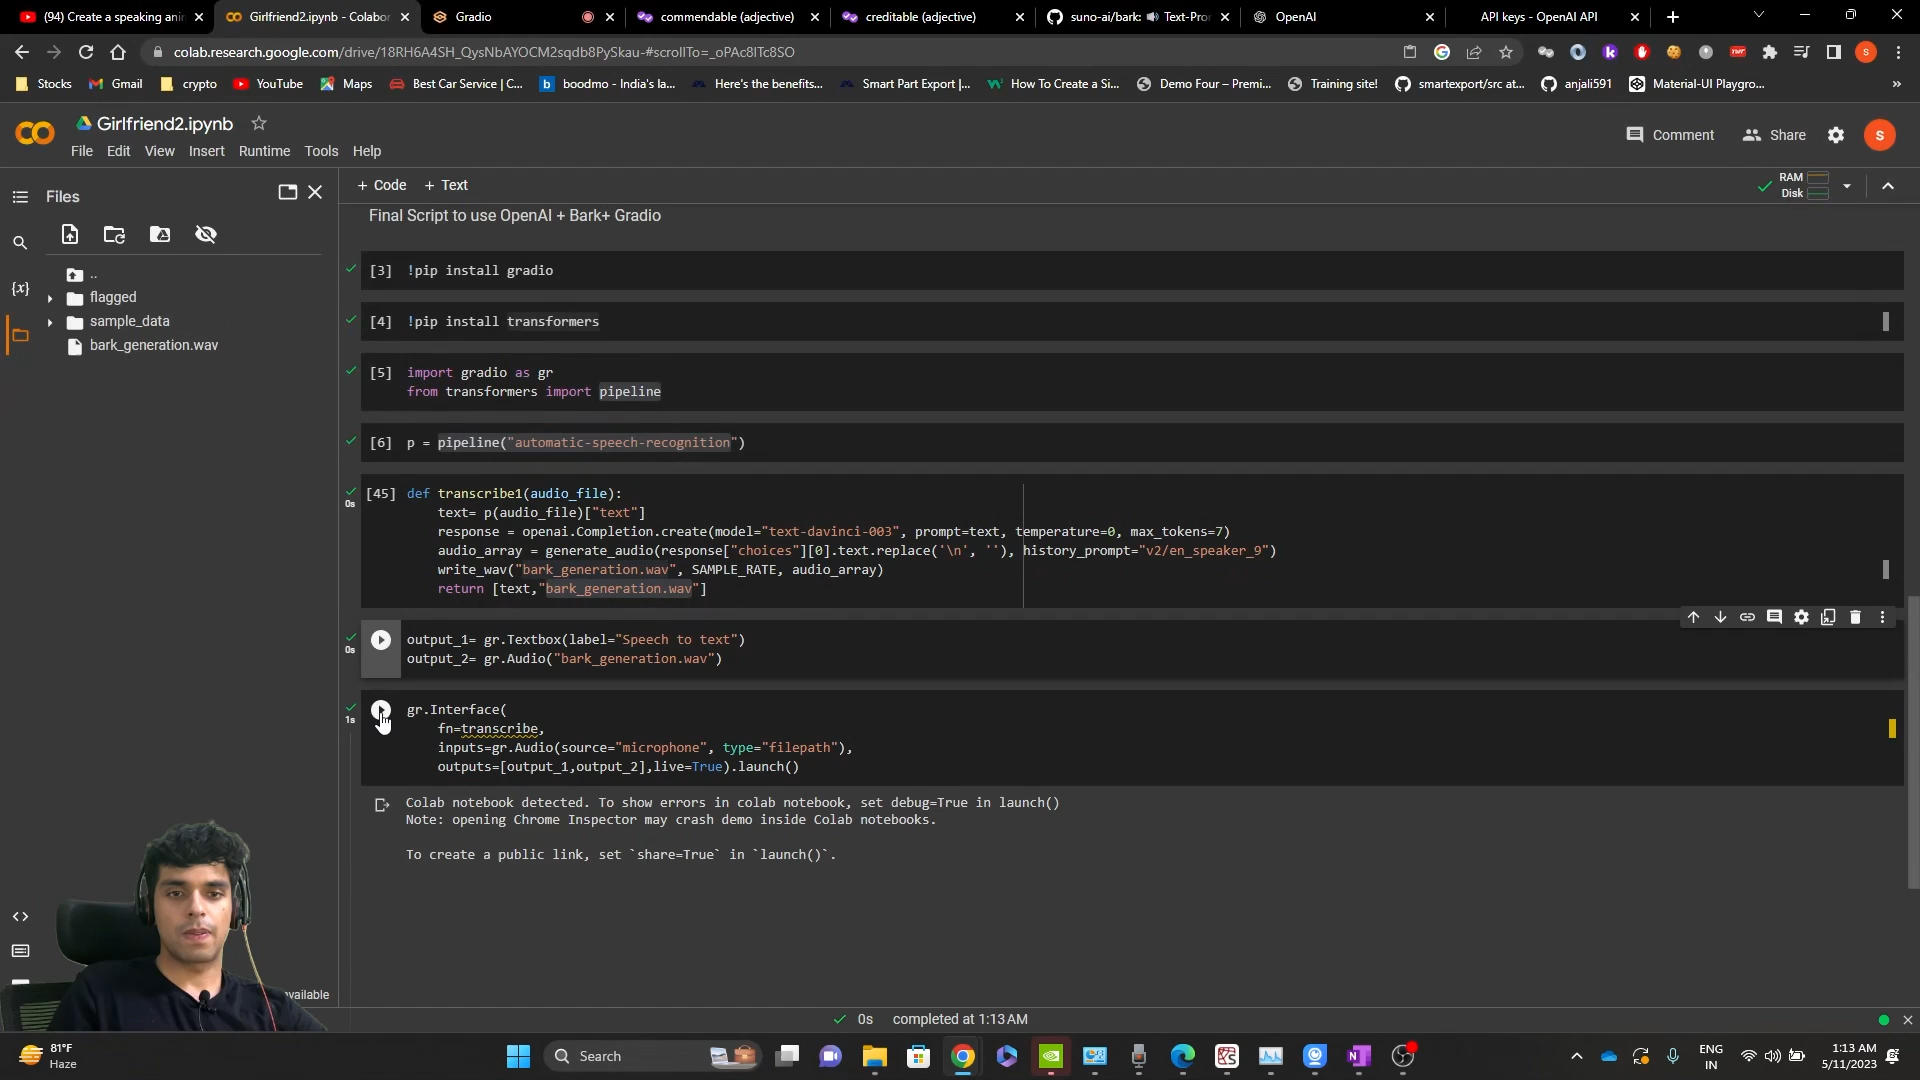 (94) Create a speaking anin
Girlfriend2.ipynb - Colabor
Gradio
commendable (adjective)
creditable (adjective)
suno-ai/bark: Text-Pro
OpenAI
API keys - OpenAI API
colab.research.google.com/drive/18RH6A4SH_QysNbAYOCM2sqdb8PySkau-#scrollTo=_oPAc8lTc8SO
Stocks
Gmail
crypto
YouTube
Maps
Best Car Service | C...
boodmo - India's la...
Here's the benefits...
Smart Part Export |...
How To Create a Si...
Demo Four – Premi...
Training site!
smartexport/src at...
anjali591
Material-UI Playgro...
Girlfriend2.ipynb
File Edit View Insert Runtime Tools Help
Comment
Share
S
Files
+ Code + Text
RAM
Disk
..
flagged
sample_data
bark_generation.wav
{x}
Final Script to use OpenAI + Bark+ Gradio
[3] !pip install gradio
[4] !pip install transformers
[5] import gradio as gr
from transformers import pipeline
[6] p = pipeline("automatic-speech-recognition")
[45] def transcribe1(audio_file):
0s
text= p(audio_file)["text"]
response = openai.Completion.create(model="text-davinci-003", prompt=text, temperature=0, max_tokens=7)
audio_array = generate_audio(response["choices"][0].text.replace('\n', ''), history_prompt="v2/en_speaker_9")
write_wav("bark_generation.wav", SAMPLE_RATE, audio_array)
return [text,"bark_generation.wav"]
0s
output_1= gr.Textbox(label="Speech to text")
output_2= gr.Audio("bark_generation.wav")
1s
gr.Interface(
fn=transcribe,
inputs=gr.Audio(source="microphone", type="filepath"),
outputs=[output_1,output_2],live=True).launch()
Colab notebook detected. To show errors in colab notebook, set debug=True in launch()
Note: opening Chrome Inspector may crash demo inside Colab notebooks.
To create a public link, set `share=True` in `launch()`.
available
0s completed at 1:13 AM
81°F
Haze
Search
ENG
IN
1:13 AM
5/11/2023